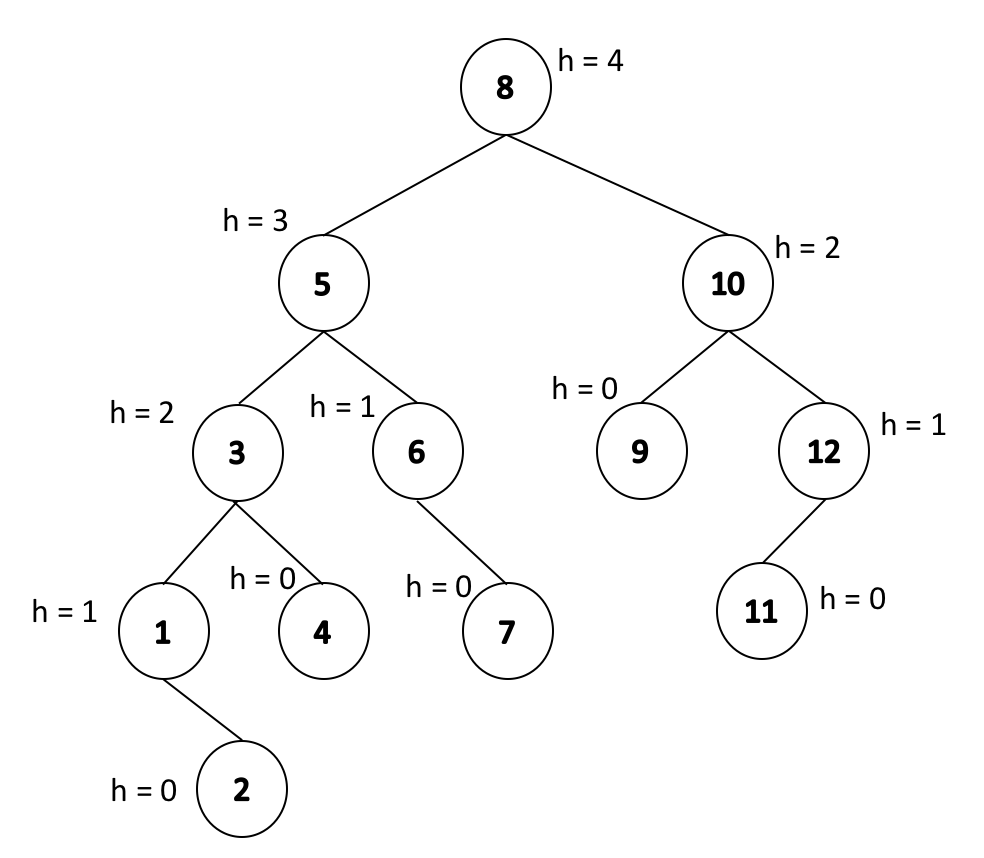 8
h = 4
h = 3
5
10
h = 2
h = 2
3
h = 1
6
h = 0
9
12
h = 1
h = 1
1
h = 0
4
h = 0
7
11
h = 0
h = 0
2